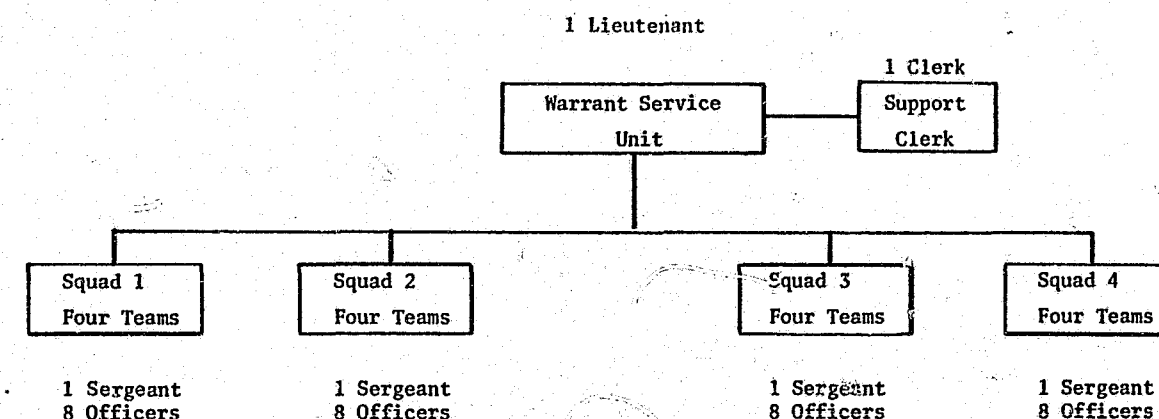 1 Lieutenant
1 Clerk
Warrant Service
Unit
Support
Clerk
Squad 1
Four Teams
Squad 2
Four Teams
Squad 3
Four Teams
Squad 4
Four Teams
1 Sergeant
8 Officers
1 Sergeant
8 Officers
1 Sergeant
8 Officers
1 Sergeant
8 Officers